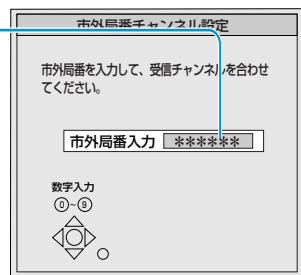 市外局番チャンネル設定
市外局番を入力して、受信チャンネルを合わせ
てください。
市外局番入力 ******
数字入力
0~9